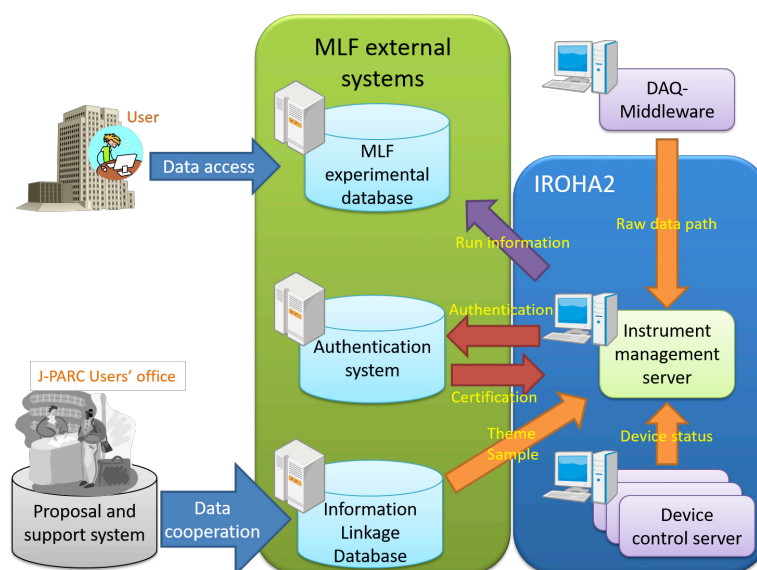 MLF external
systems
DAQ-
Middleware
User
Data access
MLF
experimental
database
IROHA2
Raw data path
Run information
Authentication
Authentication
system
Instrument
management
server
Certification
J-PARC Users' office
Theme
Sample
Device status
Proposal and
support system
Data
cooperation
Information
Linkage
Database
Device
control server